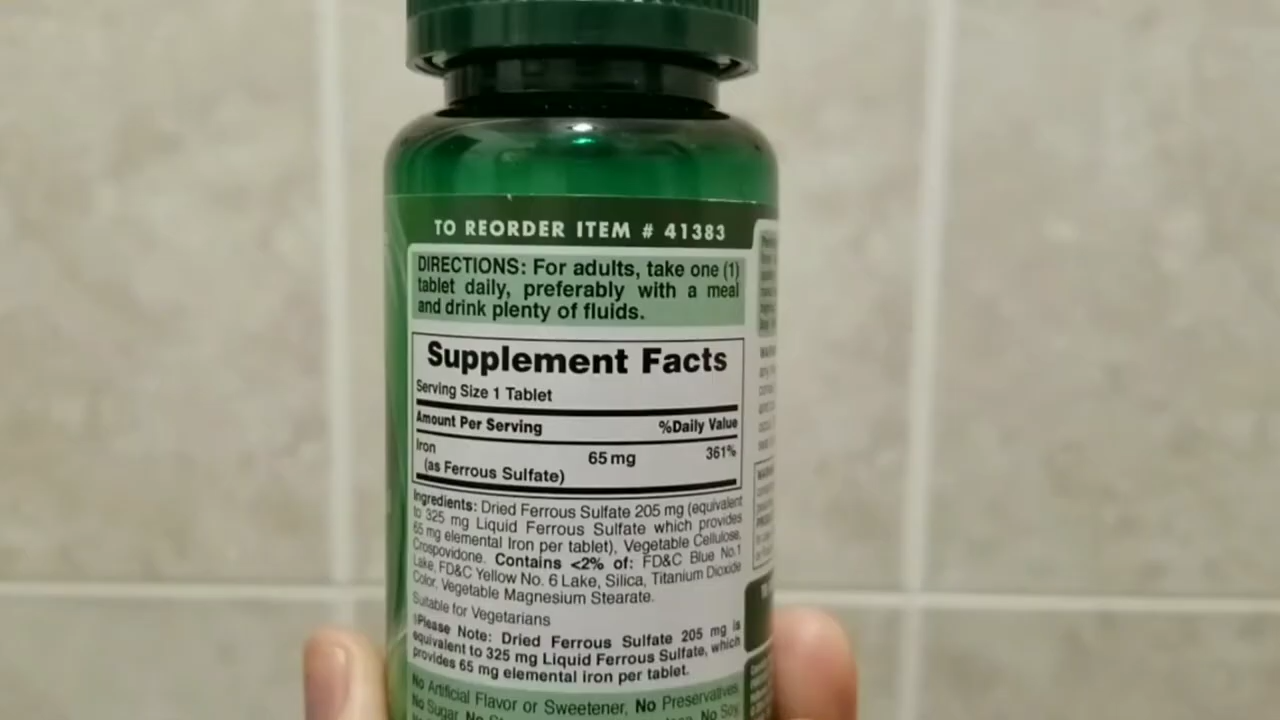 TO REORDER ITEM # 41383
DIRECTIONS: For adults, take one (1)
tablet daily, preferably with a meal
and drink plenty of fluids.
Supplement Facts
Serving Size 1 Tablet
Amount Per Serving %Daily Value
Iron 65 mg 361%
(as Ferrous Sulfate)
Ingredients: Dried Ferrous Sulfate 205 mg (equivalent
to 325 mg Liquid Ferrous Sulfate which provides
65 mg elemental Iron per tablet), Vegetable Cellulose,
Crospovidone. Contains <2% of: FD&C Blue No.1
Lake, FD&C Yellow No. 6 Lake, Silica, Titanium Dioxide
Color, Vegetable Magnesium Stearate.
Suitable for Vegetarians
‡Please Note: Dried Ferrous Sulfate 205 mg is
equivalent to 325 mg Liquid Ferrous Sulfate, which
provides 65 mg elemental iron per tablet.
No Artificial Flavor or Sweetener, No Preservatives,
No Sugar, No No Soy,